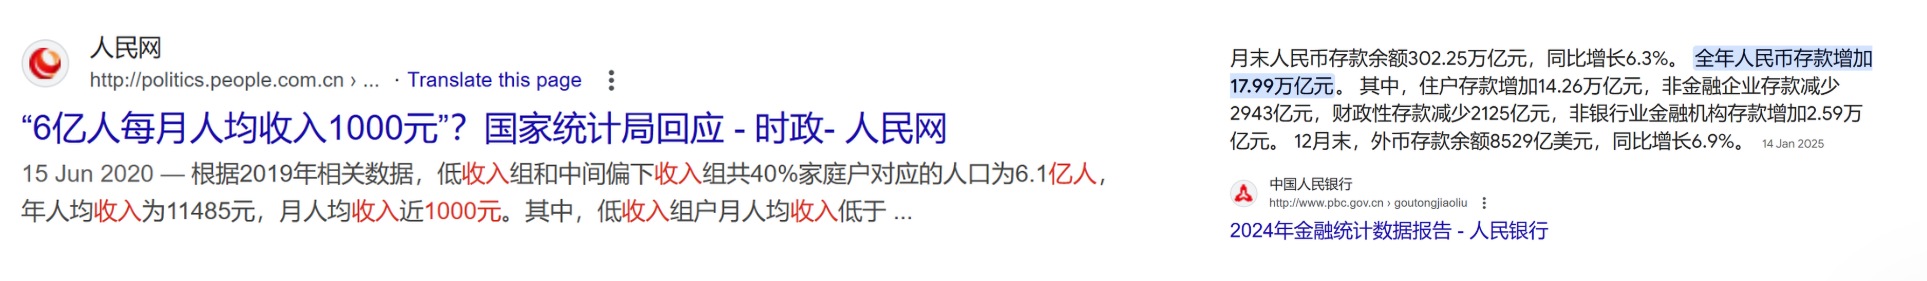 人民网
http://politics.people.com.cn › ... · Translate this page
“6亿人每月人均收入1000元”？国家统计局回应 - 时政- 人民网
15 Jun 2020 — 根据2019年相关数据，低收入组和中间偏下收入组共40%家庭户对应的人口为6.1亿人，
年人均收入为11485元，月人均收入近1000元。其中，低收入组户月人均收入低于 ...
月末人民币存款余额302.25万亿元，同比增长6.3%。 全年人民币存款增加
17.99万亿元。 其中，住户存款增加14.26万亿元，非金融企业存款减少
2943亿元，财政性存款减少2125亿元，非银行业金融机构存款增加2.59万
亿元。 12月末，外币存款余额8529亿美元，同比增长6.9%。 14 Jan 2025
中国人民银行
http://www.pbc.gov.cn › goutongjiaoliu
2024年金融统计数据报告 - 人民银行